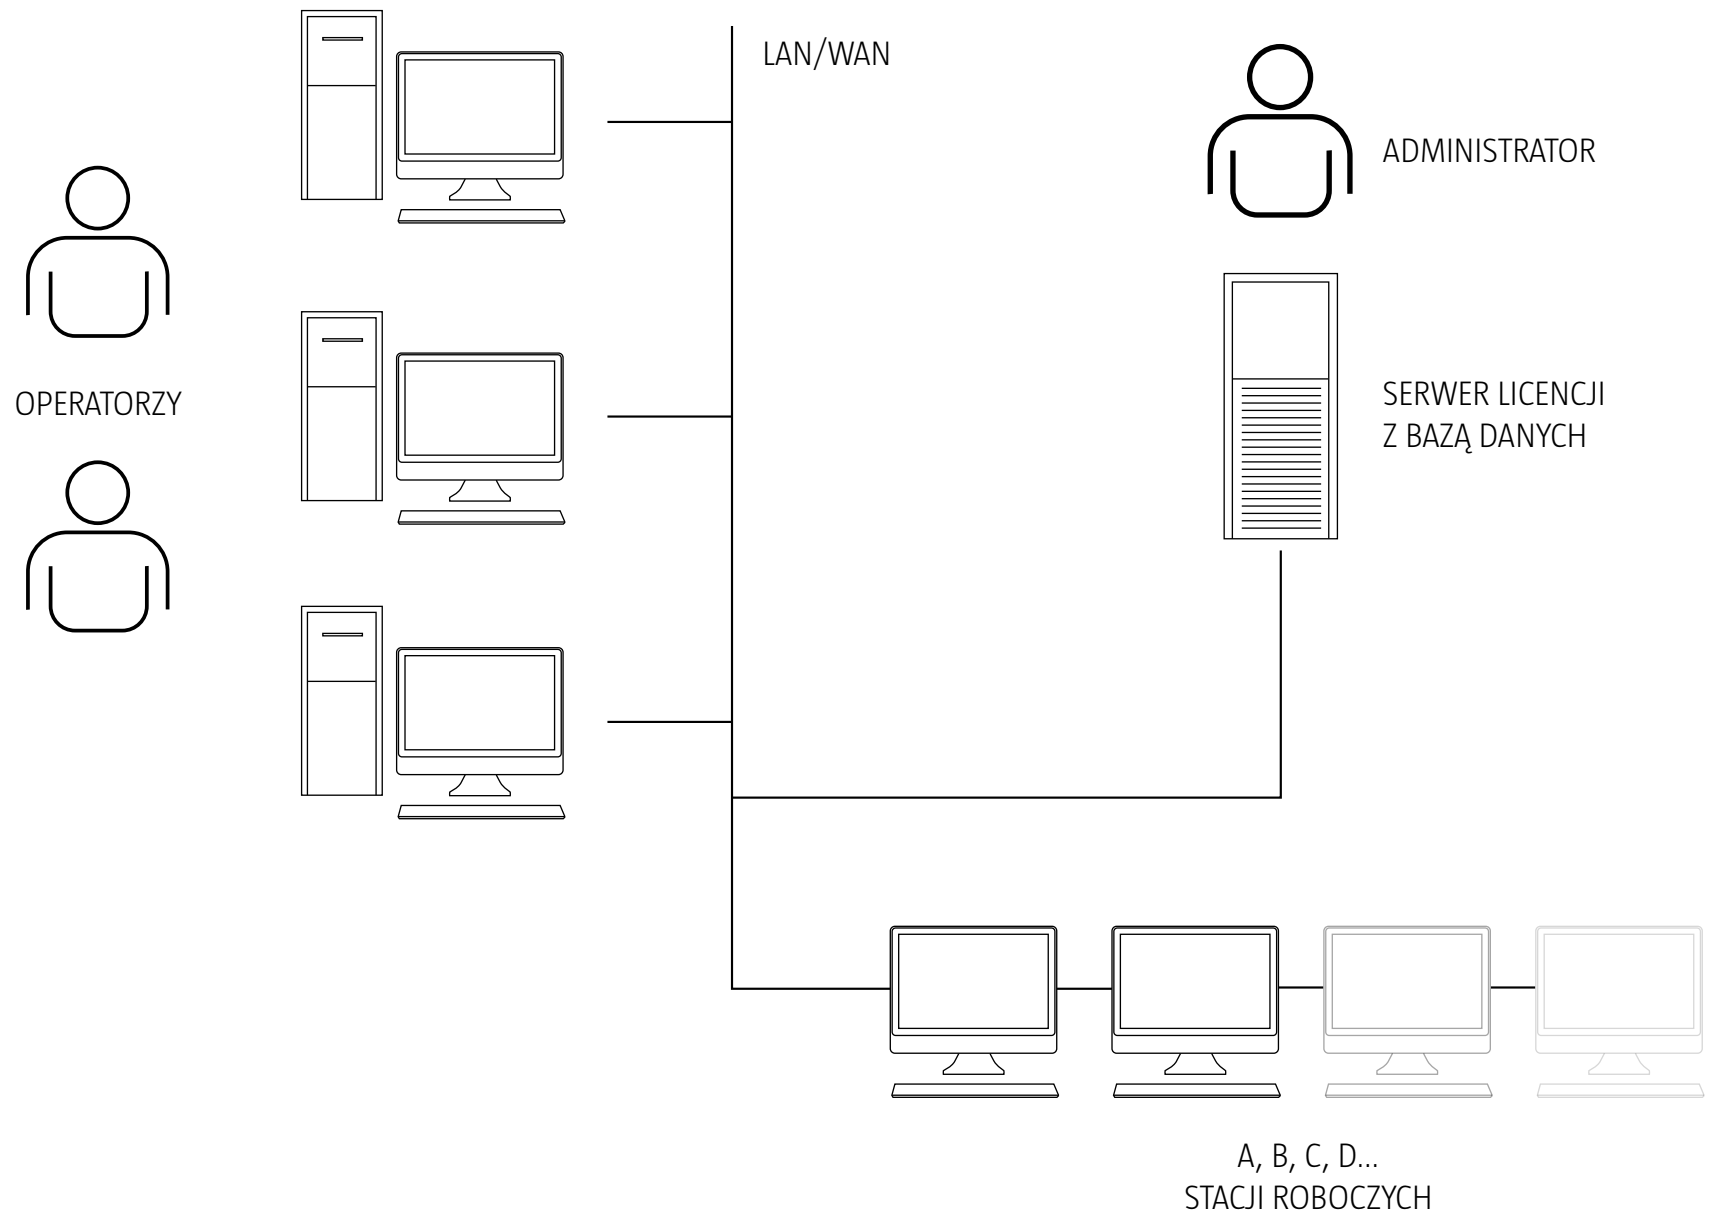 LAN/WAN
ADMINISTRATOR
OPERATORZY
SERWER LICENCJI
Z BAZĄ DANYCH
A, B, C, D...
STACJI ROBOCZYCH